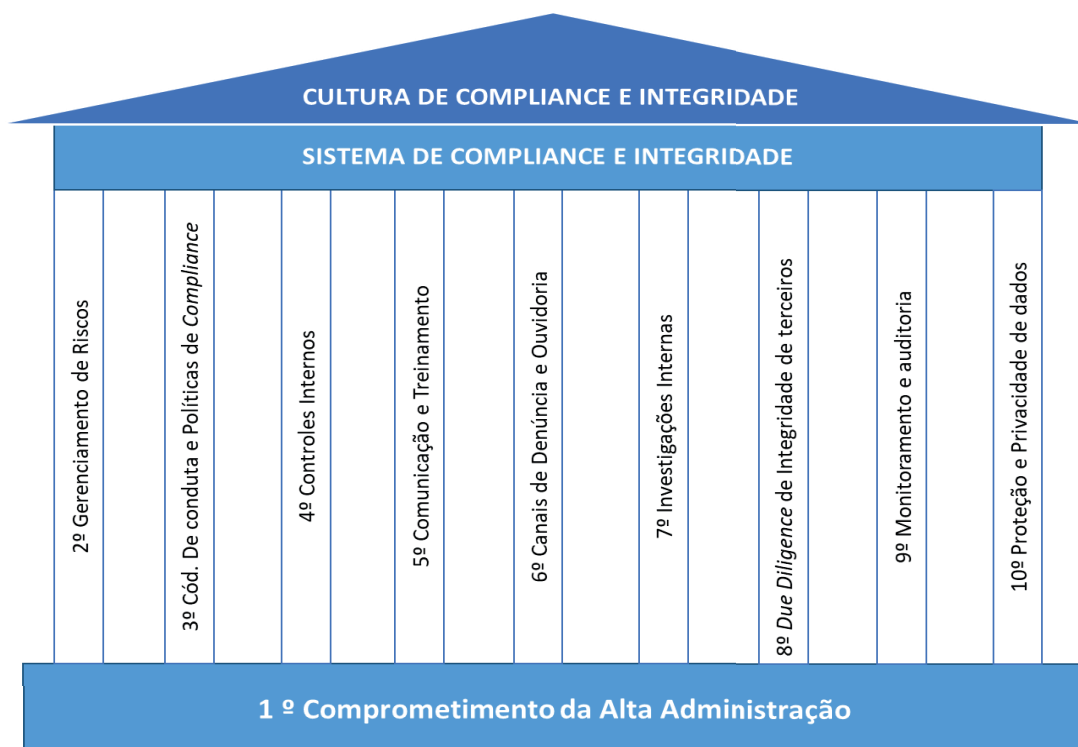 CULTURA DE COMPLIANCE E INTEGRIDADE
SISTEMA DE COMPLIANCE E INTEGRIDADE
2º Gerenciamento de Riscos
3º Cód. De conduta e Políticas de Compliance
4º Controles Internos
5º Comunicação e Treinamento
6º Canais de Denúncia e Ouvidoria
7º Investigações Internas
8º Due Diligence de Integridade de terceiros
9º Monitoramento e auditoria
10º Proteção e Privacidade de dados
1 º Comprometimento da Alta Administração